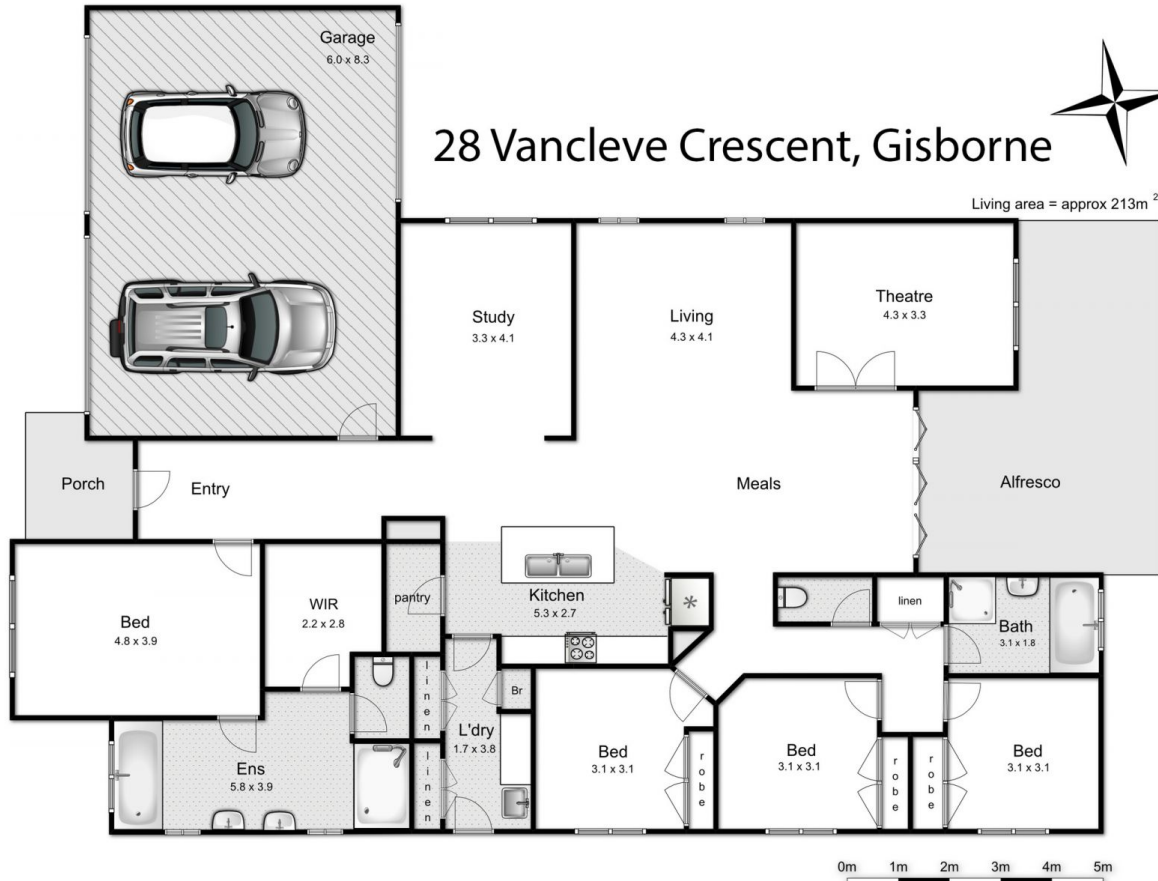 Garage
6.0 x 8.3
28 Vancleve Crescent, Gisborne
Living area = approx 213m ²
Study
3.3 x 4.1
Living
4.3 x 4.1
Theatre
4.3 x 3.3
Porch
Entry
Meals
Alfresco
Bed
4.8 x 3.9
WIR
2.2 x 2.8
pantry
Kitchen
5.3 x 2.7
*
linen
Bath
3.1 x 1.8
linen
Br
L'dry
1.7 x 3.8
linen
Ens
5.8 x 3.9
Bed
3.1 x 3.1
robe
Bed
3.1 x 3.1
robe
robe
Bed
3.1 x 3.1
0m 1m 2m 3m 4m 5m